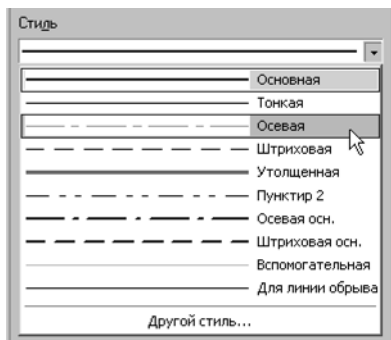 Стиль
Основная
Тонкая
Осевая
Штриховая
Утолщенная
Пунктир 2
Осевая осн.
Штриховая осн.
Вспомогательная
Для линии обрыва
Другой стиль...